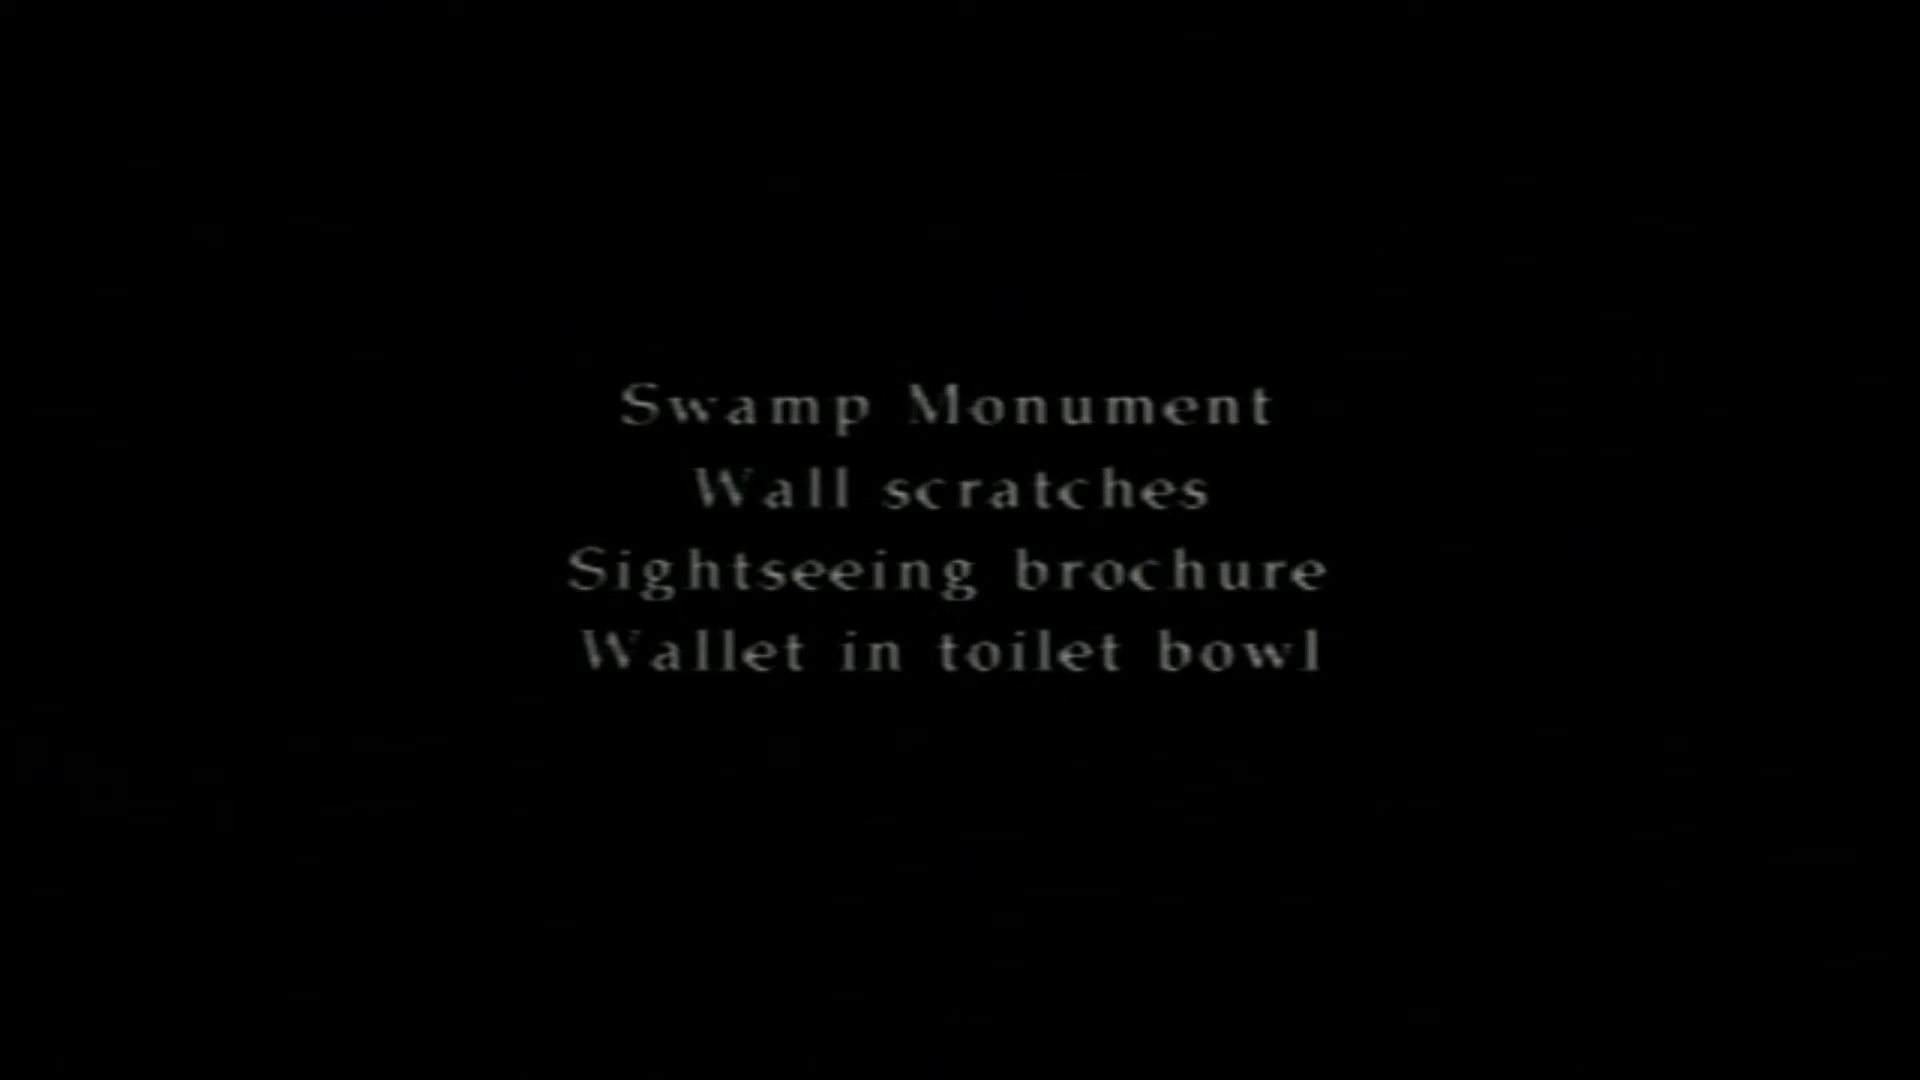 Swamp Monument
Wall scratches
Sightseeing brochure
Wallet in toilet bowl